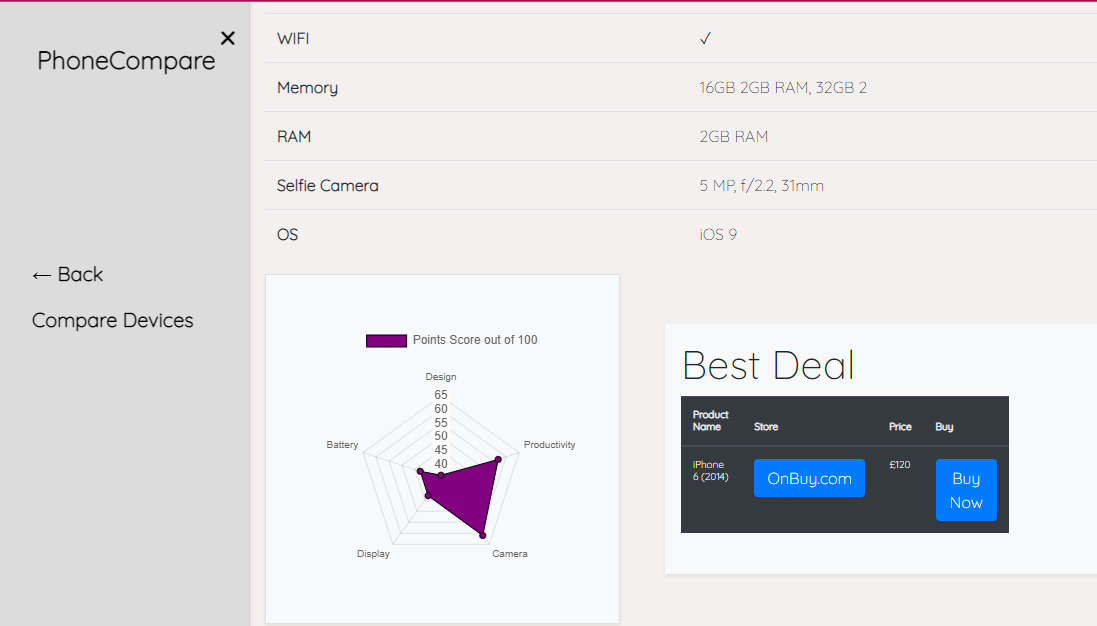 PhoneCompare
← Back
Compare Devices
WIFI ✓
Memory 16GB 2GB RAM, 32GB 2
RAM 2GB RAM
Selfie Camera 5 MP, f/2.2, 31mm
OS iOS 9
Points Score out of 100
Design
65
60
55
50
45
40
Battery
Productivity
Display
Camera
Best Deal
Product
Name Store Price Buy
iPhone
6 (2014)
OnBuy.com
£120
Buy
Now